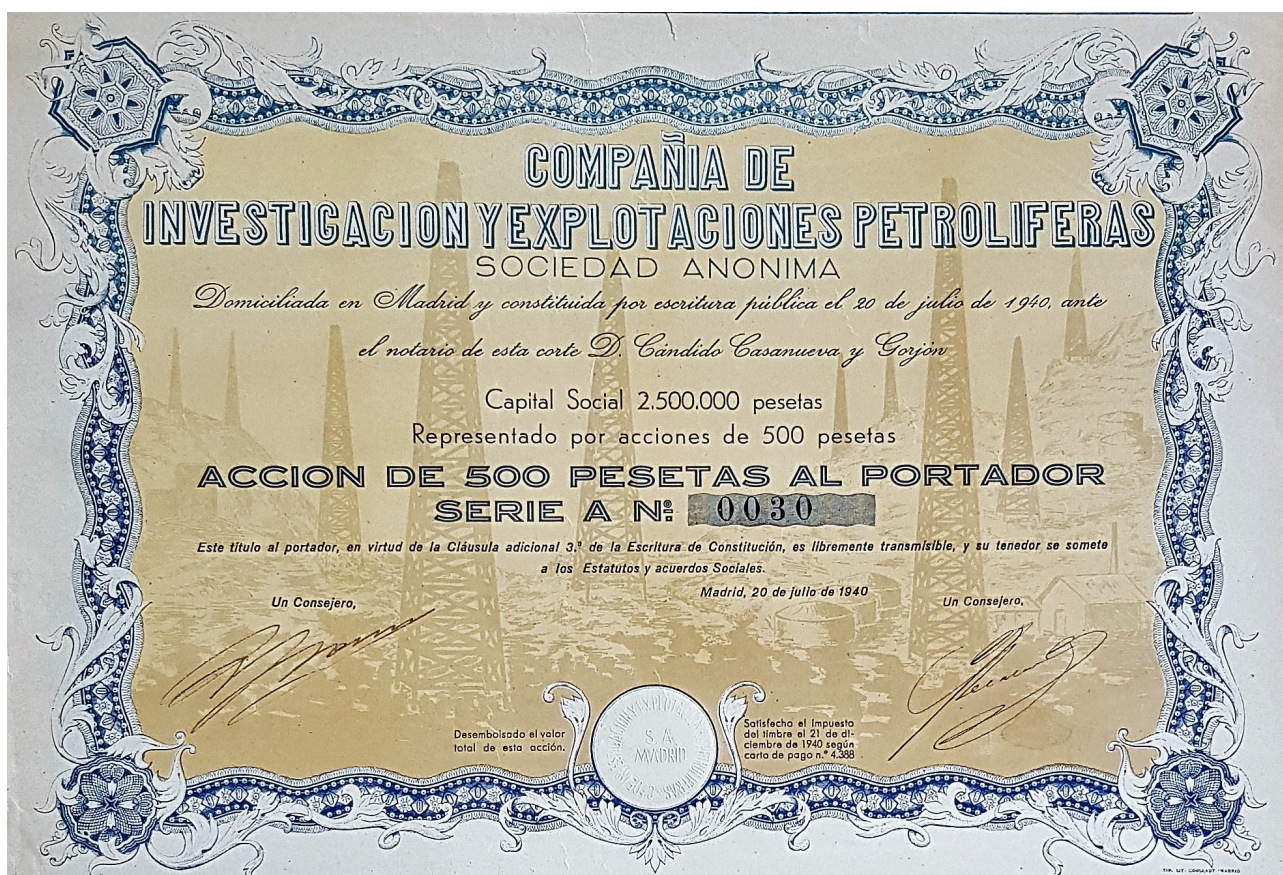 COMPAÑIA DE
INVESTIGACION Y EXPLOTACIONES PETROLIFERAS
SOCIEDAD ANONIMA
Domiciliada en Madrid y constituida por escritura pública el 20 de julio de 1940, ante
el notario de esta corte D. Cándido Casanueva y Gorjón
Capital Social 2.500.000 pesetas
Representado por acciones de 500 pesetas
ACCION DE 500 PESETAS AL PORTADOR
SERIE A Nº 0030
Este título al portador, en virtud de la Cláusula adicional 3.ª de la Escritura de Constitución, es libremente transmisible, y su tenedor se somete
a los Estatutos y acuerdos Sociales.
Madrid, 20 de julio de 1940
Un Consejero,
Un Consejero,
Desembolsado el valor
total de esta acción.
S. A.
MADRID
Satisfecho el impuesto
del timbre el 21 de di-
ciembre de 1940 según
carta de pago n.º 4.388